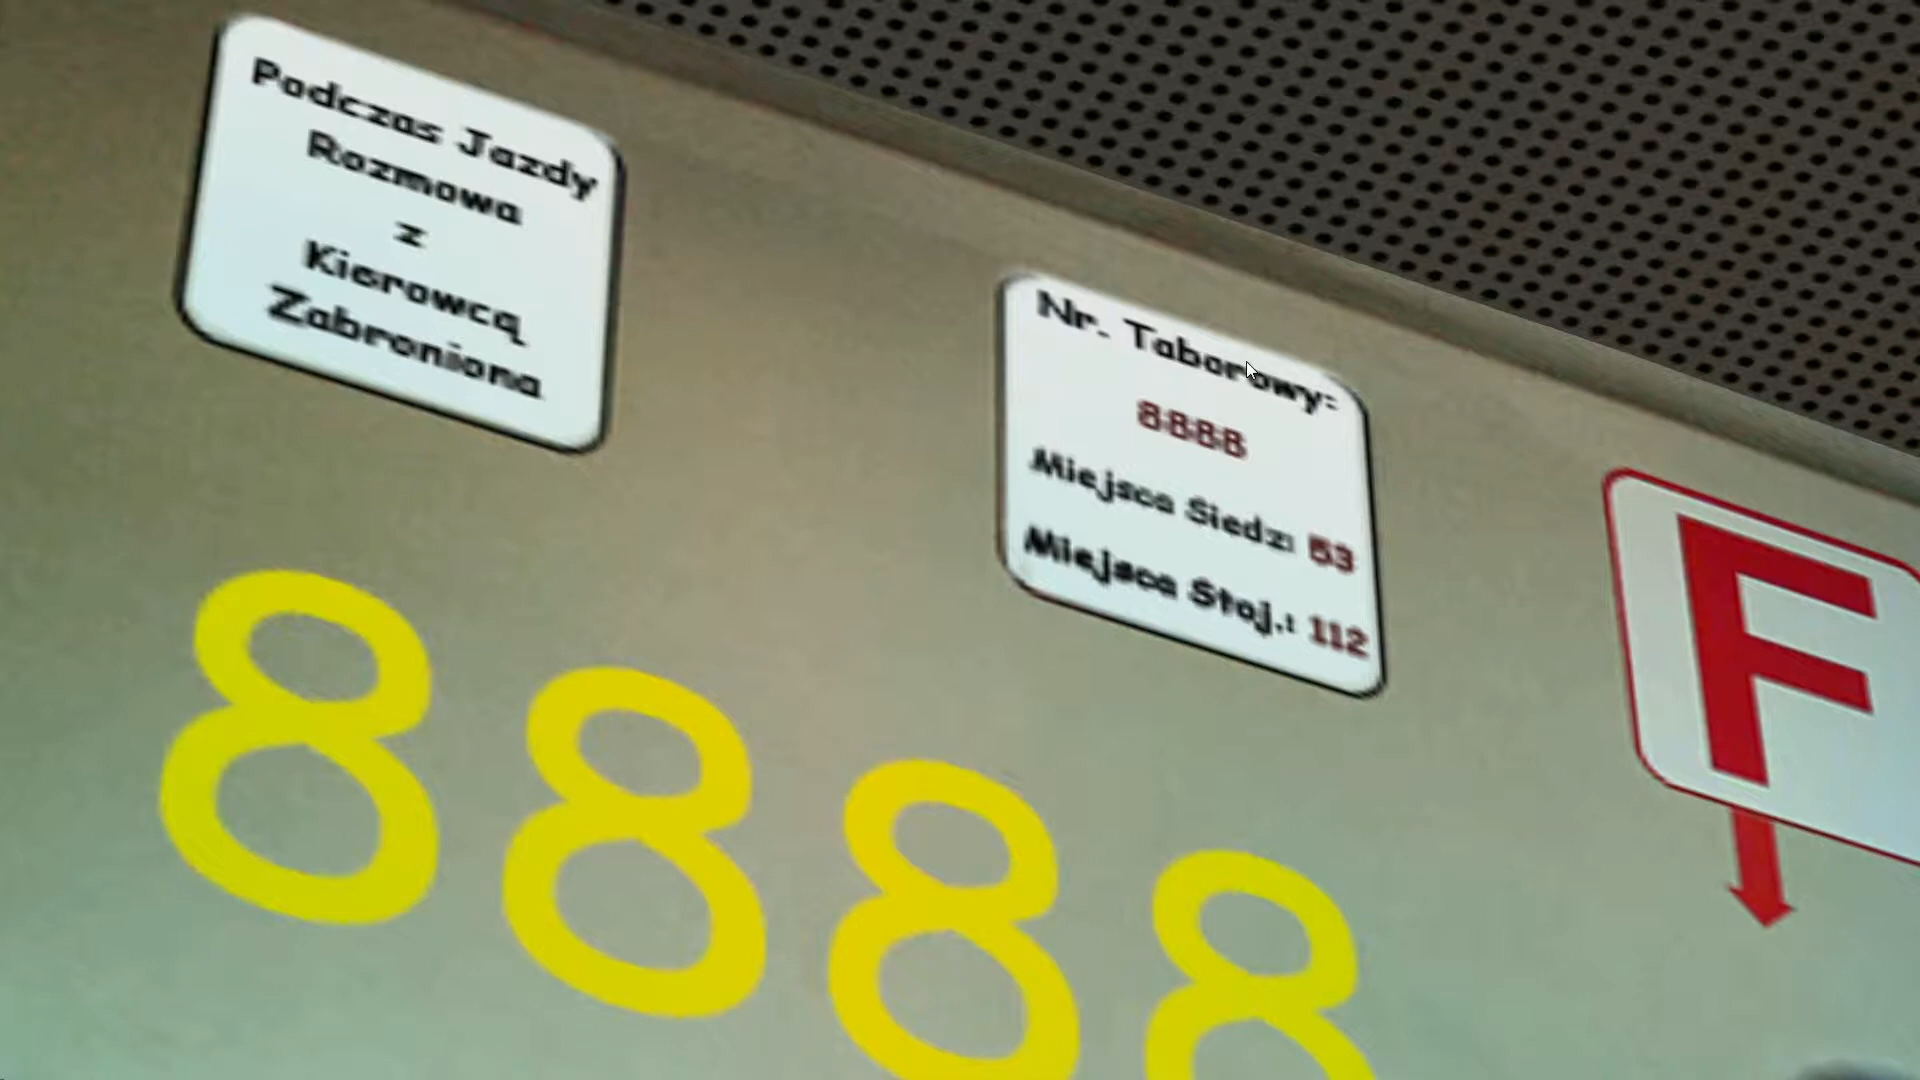 Podczas Jazdy
Rozmowa
z
Kierowcą
Zabroniona
Nr. Taborowy:
8888
Miejsca Siedz: 53
Miejsca Stoj.: 112
F
8888